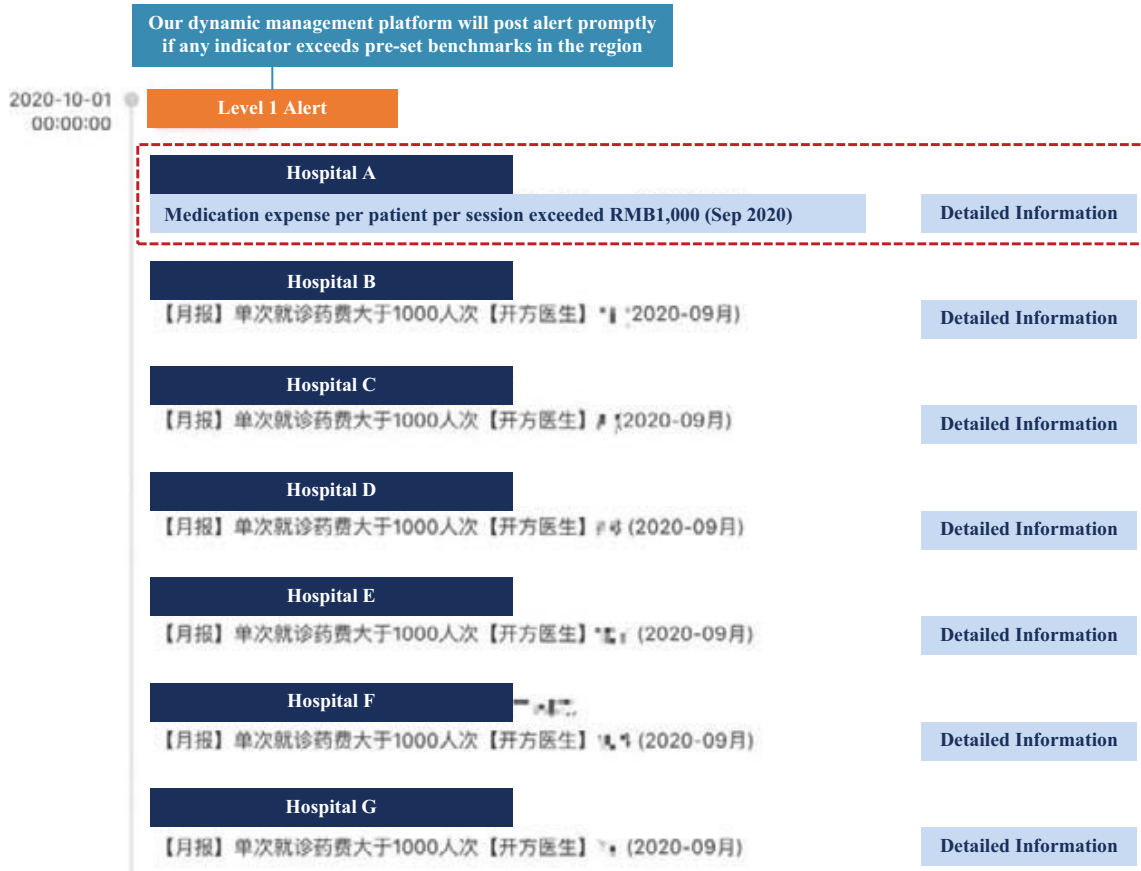 Our dynamic management platform will post alert promptly
if any indicator exceeds pre-set benchmarks in the region
2020-10-01
00:00:00
Level 1 Alert
Hospital A
Medication expense per patient per session exceeded RMB1,000 (Sep 2020)
Detailed Information
Hospital B
【月报】单次就诊药费大于1000人次【开方医生】 2020-09月)
Detailed Information
Hospital C
【月报】单次就诊药费大于1000人次【开方医生】 (2020-09月)
Detailed Information
Hospital D
【月报】单次就诊药费大于1000人次【开方医生】 (2020-09月)
Detailed Information
Hospital E
【月报】单次就诊药费大于1000人次【开方医生】 (2020-09月)
Detailed Information
Hospital F
【月报】单次就诊药费大于1000人次【开方医生】 (2020-09月)
Detailed Information
Hospital G
【月报】单次就诊药费大于1000人次【开方医生】 (2020-09月)
Detailed Information